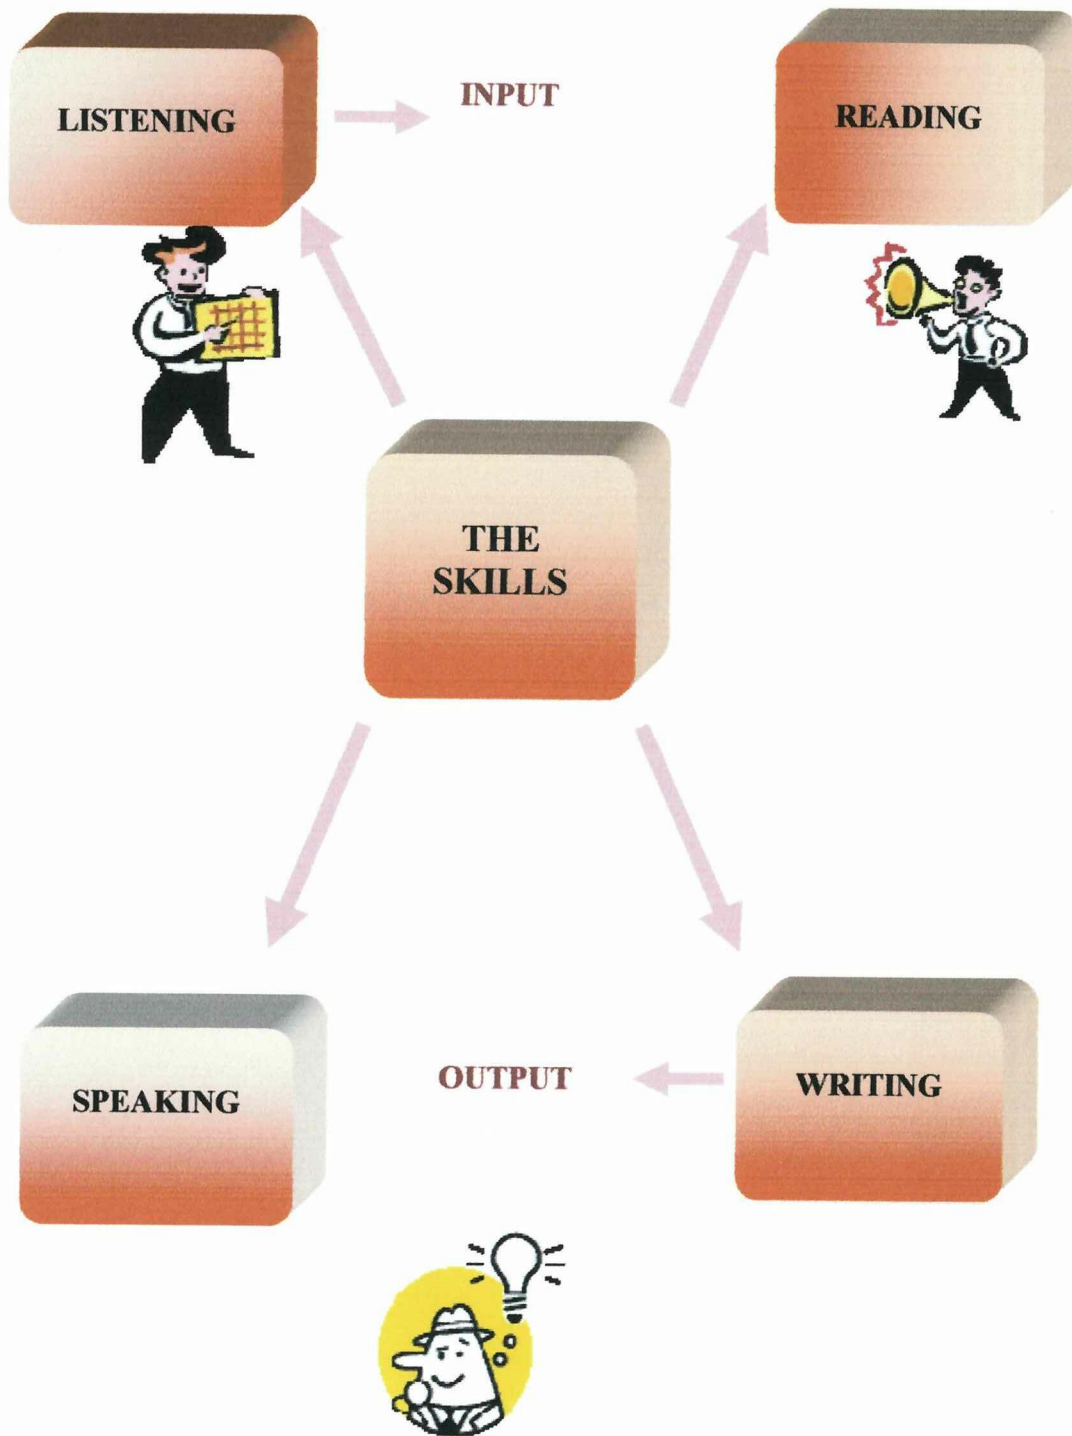 LISTENING
INPUT
READING
THE
SKILLS
SPEAKING
OUTPUT
WRITING